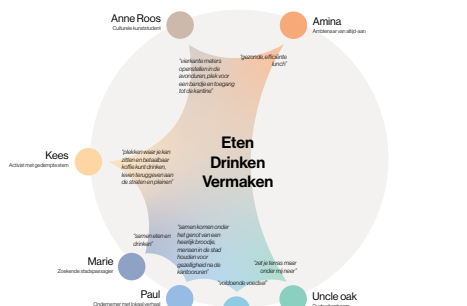 Anne Roos
Culturele kunststudent
Amina
Ambtenaar van altijd-aan
"vierkante meters
openstellen in de
avonduren, plek voor
een bandje en toegang
tot de kantine"
"gezonde, efficiënte
lunch"
Eten
Drinken
Vermaken
Kees
Activist met gedempte stem
"plekken waar je kan
zitten en betaalbaar
koffie kunt drinken,
leven teruggeven aan
de straten en pleinen"
"samen eten en
drinken"
"samen komen onder
het genot van een
heerlijk broodje,
mensen in de stad
houden voor
gezelligheid na de
kantooruren"
"zet je terras maar
onder mij neer"
"voldoende voedsel"
Marie
Zoekende stadspassagier
Paul
Ondernemer met lokaal verhaal
Uncle oak